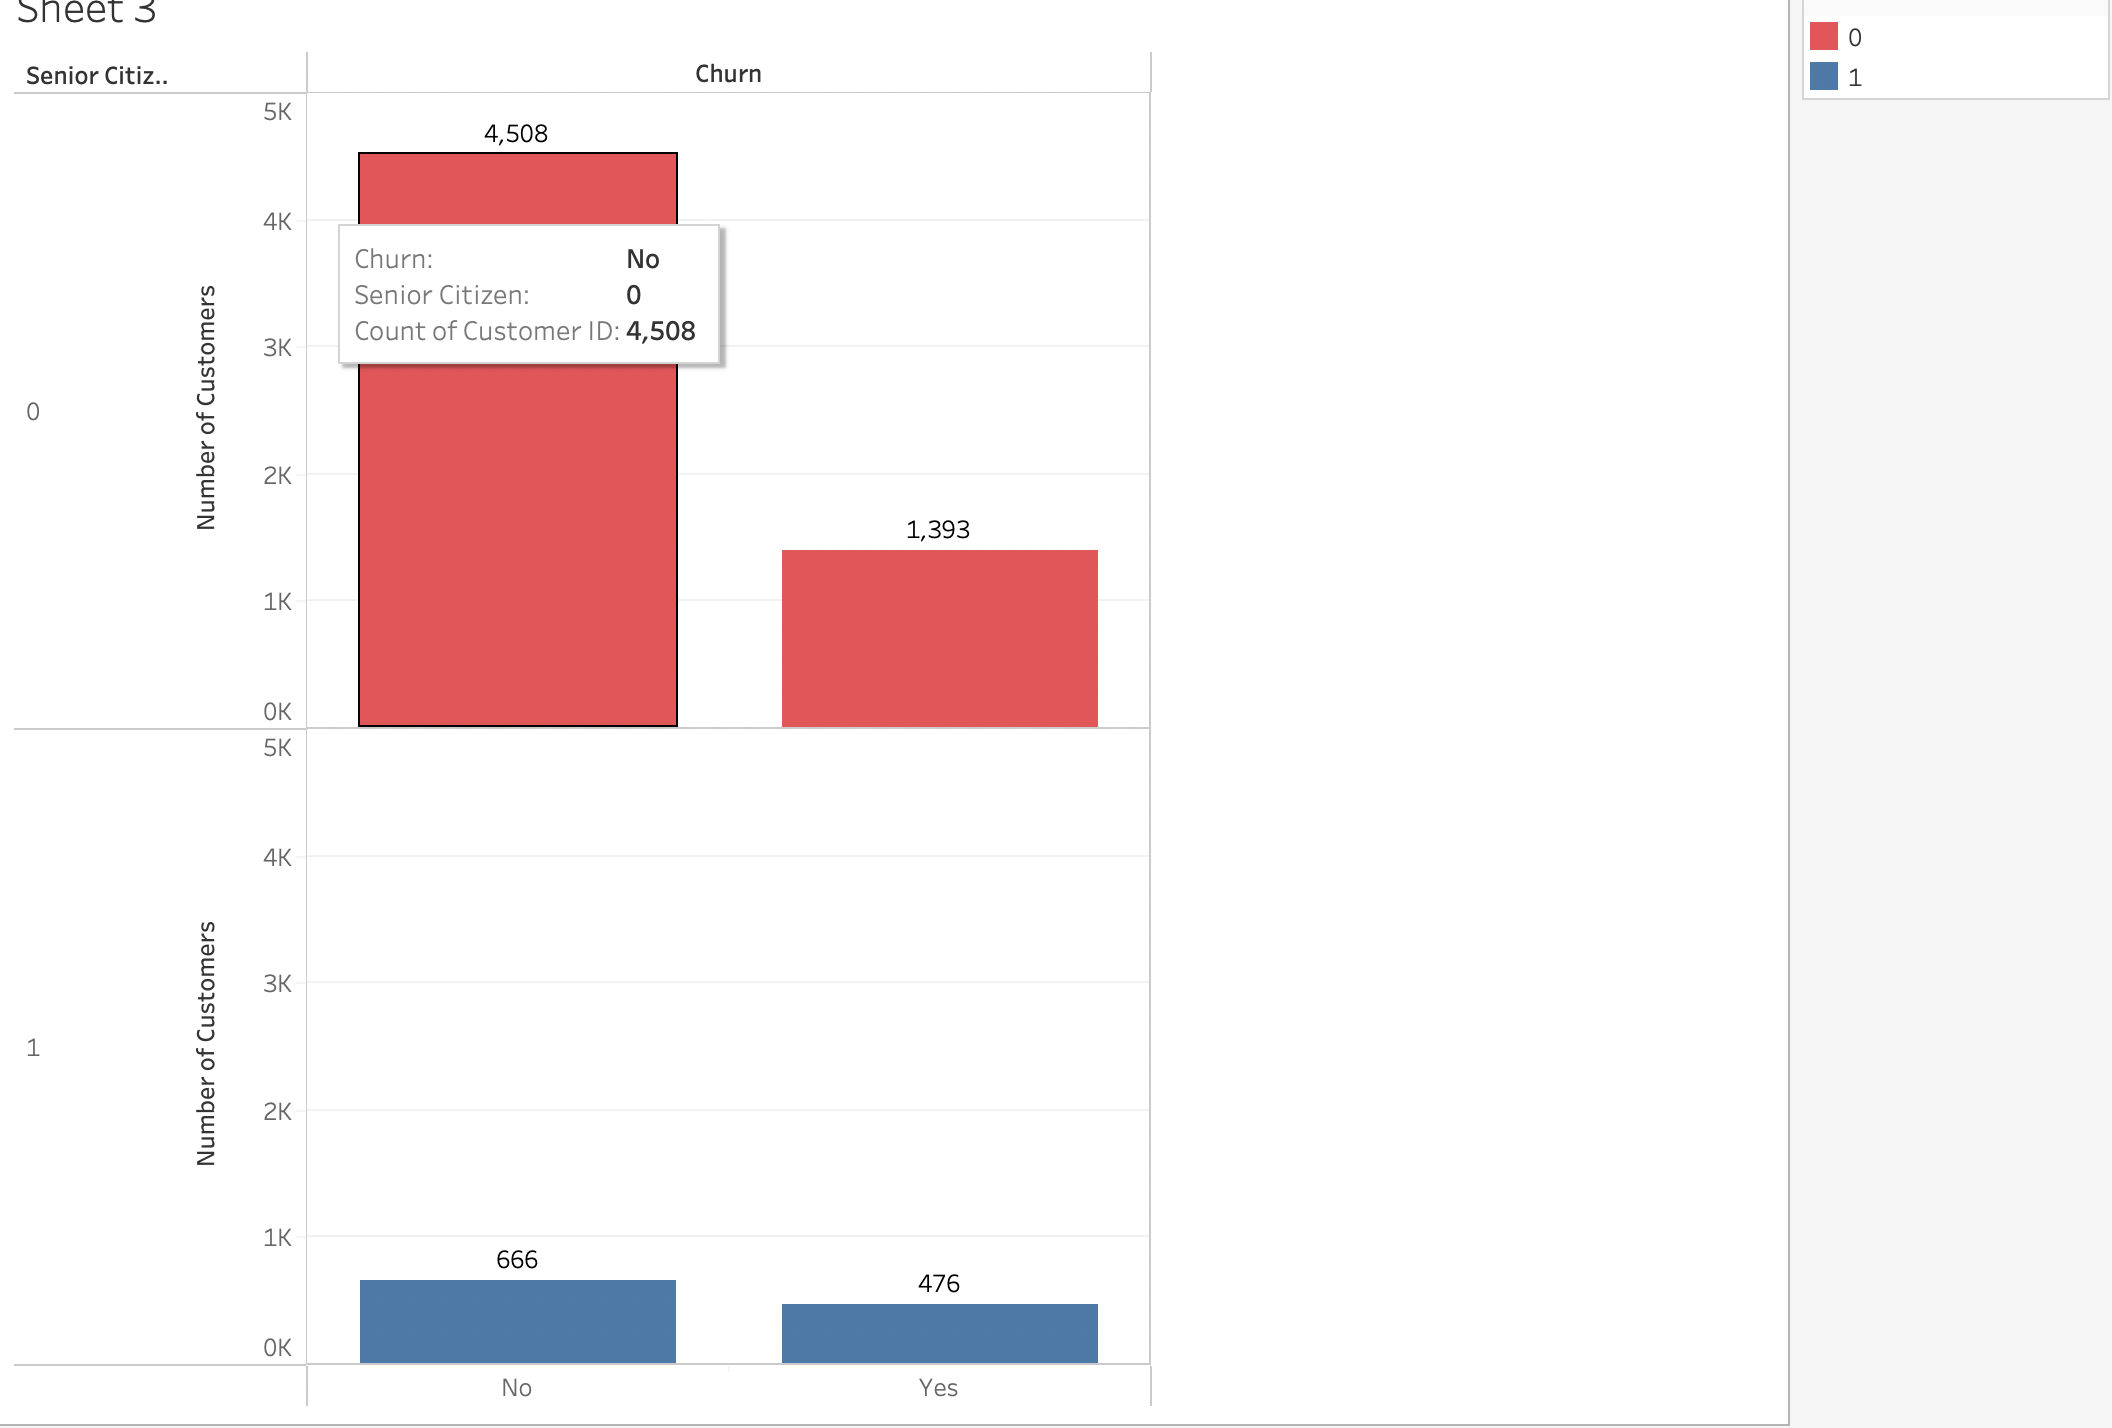 Sheet 3
0
1
Senior Citiz..
Churn
5K
4,508
4K
Churn: No
Senior Citizen: 0
Count of Customer ID: 4,508
3K
Number of Customers
0
2K
1,393
1K
0K
5K
4K
3K
Number of Customers
1
2K
1K
666
476
0K
No
Yes